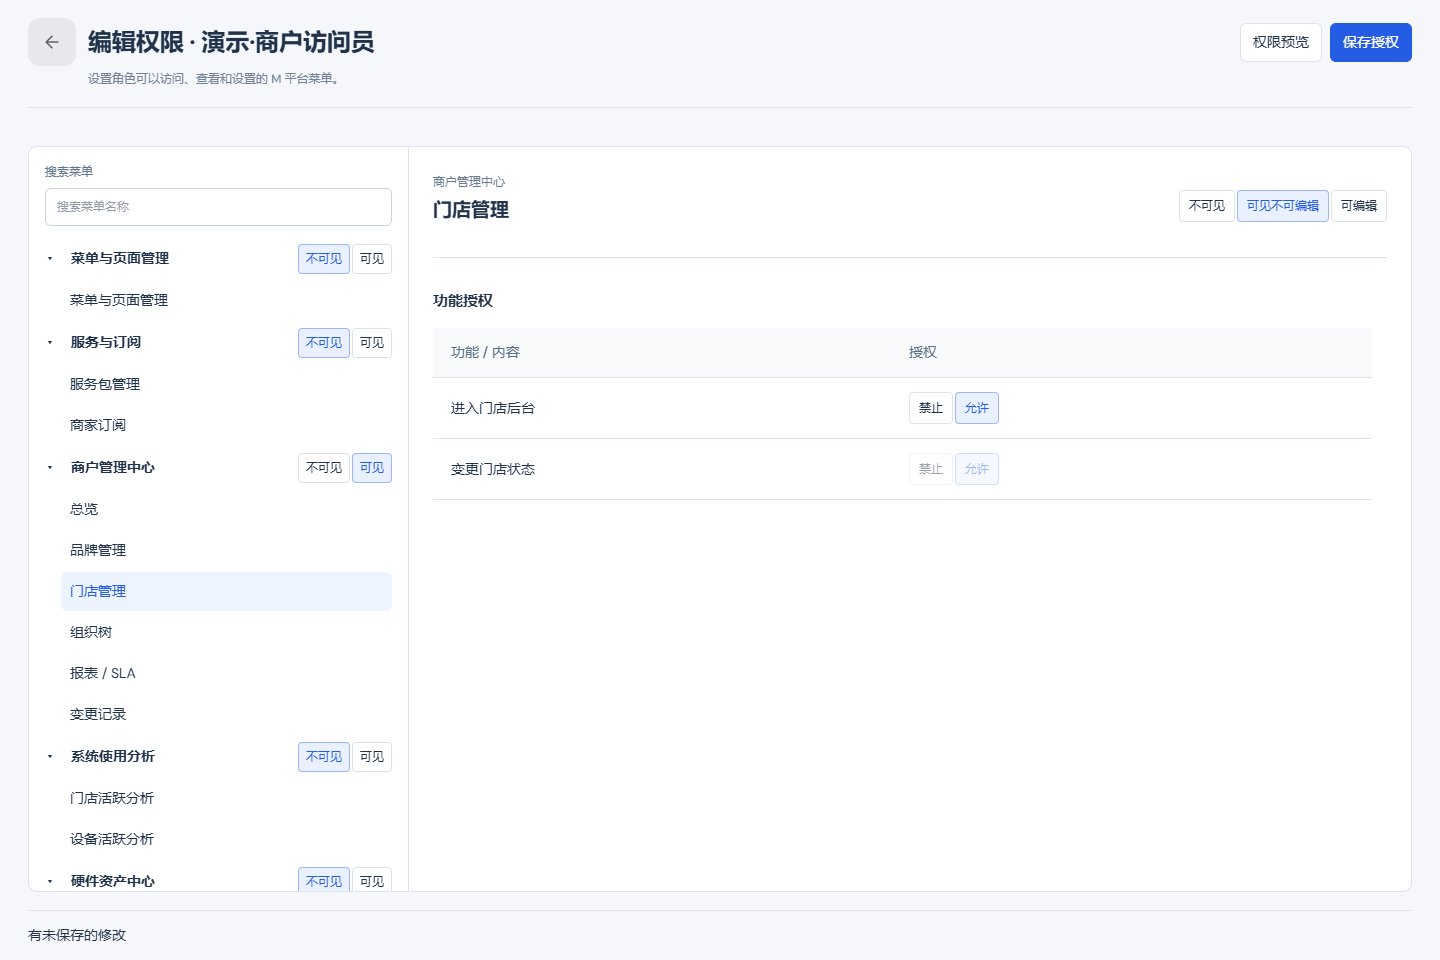 编辑权限 · 演示·商户访问员
设置角色可以访问、查看和设置的 M 平台菜单。
权限预览
保存授权
搜索菜单
搜索菜单名称
菜单与页面管理 不可见 可见
菜单与页面管理
服务与订阅 不可见 可见
服务包管理
商家订阅
商户管理中心 不可见 可见
总览
品牌管理
门店管理
组织树
报表 / SLA
变更记录
系统使用分析 不可见 可见
门店活跃分析
设备活跃分析
硬件资产中心 不可见 可见
商户管理中心
门店管理
不可见 可见不可编辑 可编辑
功能授权
功能 / 内容 授权
进入门店后台 禁止 允许
变更门店状态 禁止 允许
有未保存的修改